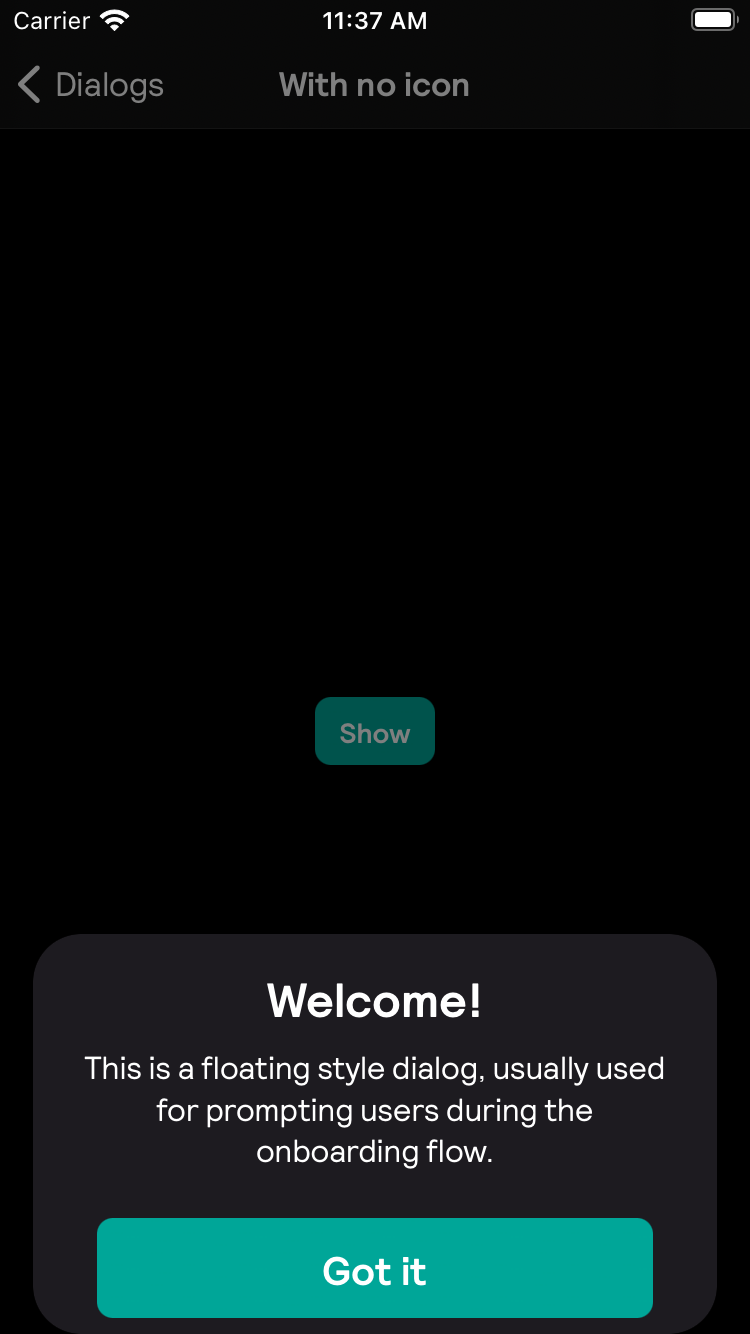 Carrier 11:37 AM
Dialogs With no icon
Show
Welcome!
This is a floating style dialog, usually used
for prompting users during the
onboarding flow.
Got it